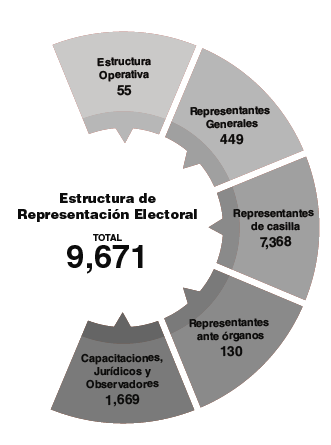 Estructura
Operativa
55
Representantes
Generales
449
Estructura de
Representación Electoral
TOTAL
9,671
Representantes
de casilla
7,368
Representantes
ante órganos
130
Capacitaciones,
Jurídicos y
Observadores
1,669